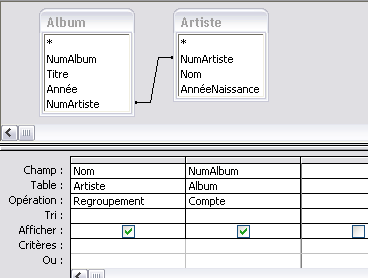 Album
*
NumAlbum
Titre
Année
NumArtiste
Artiste
*
NumArtiste
Nom
AnnéeNaissance
Champ : Nom NumAlbum
Table : Artiste Album
Opération : Regroupement Compte
Tri :
Afficher :
Critères :
Ou :